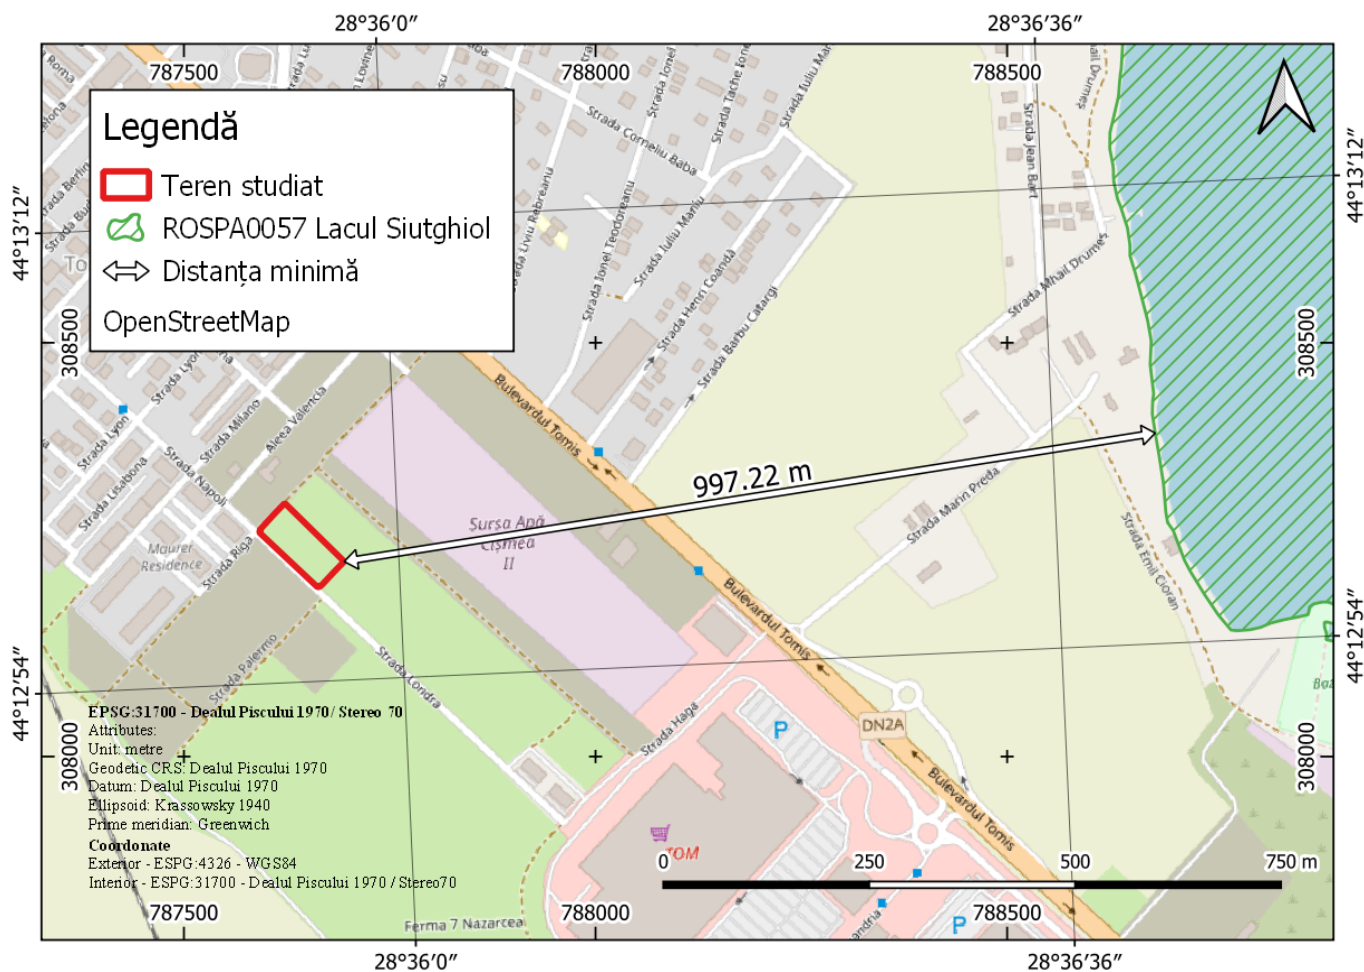 28°36′0″
28°36′36″
787500
788000
788500
44°13′12″
44°13′12″
Legendă
Teren studiat
ROSPA0057 Lacul Siutghiol
Distanța minimă
OpenStreetMap
Strada Corneliu Baba
Strada Ionel Teodoreanu
Strada Iuliu Maniu
Strada Henri Coandă
Strada Barbu Catargi
Strada Jean Bart
Strada Mhail Drumeș
308500
308500
Bulevardul Tomis
Strada Milano
Aleea Valencia
Strada Lyon
Strada Lisabona
Strada Napoli
Strada Riga
Maurer
Residence
Sursa Apă
Cișmea
II
997.22 m
Strada Marin Preda
Strada Emil Cioran
Bulevardul Tomis
Strada Palermo
Strada Londra
Strada Haga
44°12′54″
44°12′54″
P
DN2A
Bulevardul Tomis
308000
308000
EPSG:31700 - Dealul Piscului 1970/ Stereo 70
Attributes:
Unit: metre
Geodetic CRS: Dealul Piscului 1970
Datum: Dealul Piscului 1970
Ellipsoid: Krassowsky 1940
Prime meridian: Greenwich
Coordonate
Exterior - ESPG:4326 - WGS84
Interior - ESPG:31700 - Dealul Piscului 1970 / Stereo70
TOM
0 250 500 750 m
P
Ferma 7 Nazarcea
787500
788000
788500
28°36′0″
28°36′36″